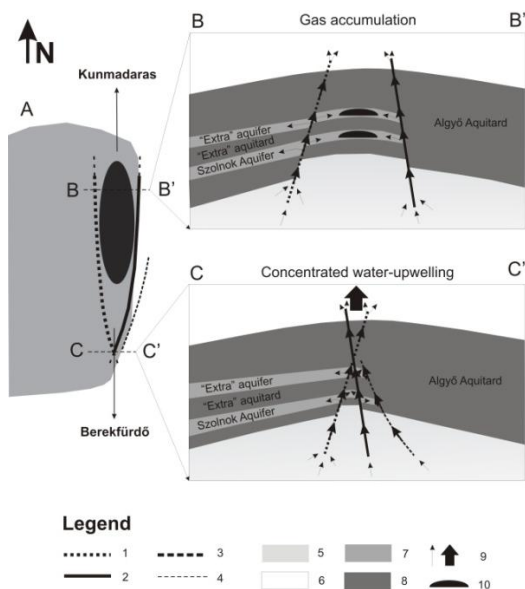 N
A
Kunmadaras
B
B'
C
C'
Berekfürdő
B
Gas accumulation
B'
"Extra" aquifer
"Extra" aquitard
Szolnok Aquifer
Algyő Aquitard
C
Concentrated water-upwelling
C'
"Extra" aquifer
"Extra" aquitard
Szolnok Aquifer
Algyő Aquitard
Legend
1
3
5
7
9
2
4
6
8
10